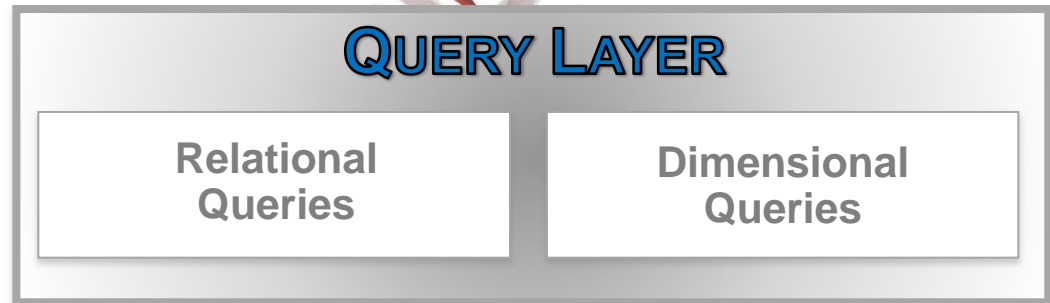 QUERY LAYER
Relational
Queries
Dimensional
Queries